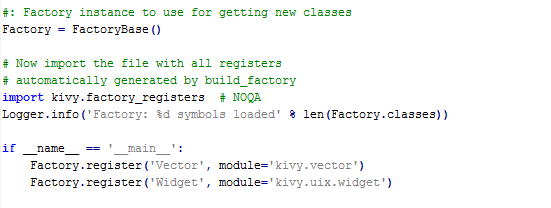 #: Factory instance to use for getting new classes
Factory = FactoryBase()
# Now import the file with all registers
# automatically generated by build_factory
import kivy.factory_registers  # NOQA
Logger.info('Factory: %d symbols loaded' % len(Factory.classes))
if __name__ == '__main__':
    Factory.register('Vector', module='kivy.vector')
    Factory.register('Widget', module='kivy.uix.widget')